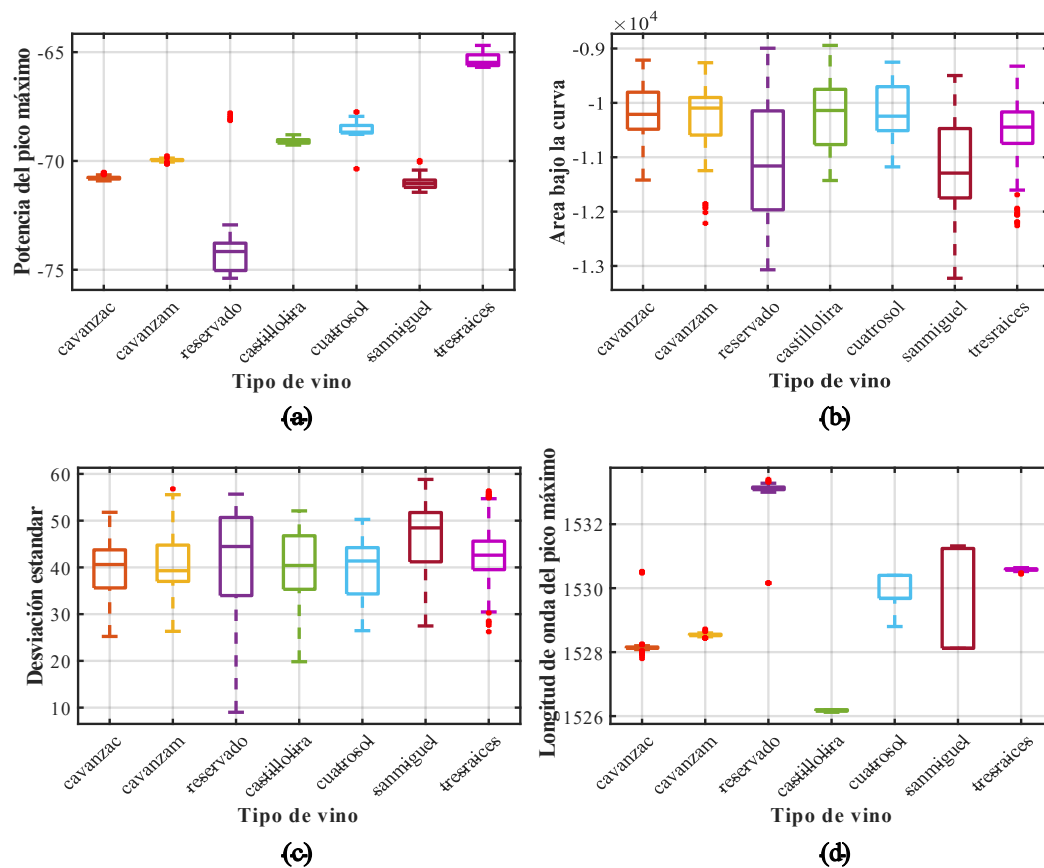 Potencia del pico máximo
-65
-70
-75
cavanzac
cavanzam
reservado
castillolira
cuatrosol
sanmiguel
tresraices
Tipo de vino
(a)
×10⁴
Area bajo la curva
-0.9
-1
-1.1
-1.2
-1.3
cavanzac
cavanzam
reservado
castillolira
cuatrosol
sanmiguel
tresraices
Tipo de vino
(b)
Desviación estandar
60
50
40
30
20
10
cavanzac
cavanzam
reservado
castillolira
cuatrosol
sanmiguel
tresraices
Tipo de vino
(c)
Longitud de onda del pico máximo
1532
1530
1528
1526
cavanzac
cavanzam
reservado
castillolira
cuatrosol
sanmiguel
tresraices
Tipo de vino
(d)